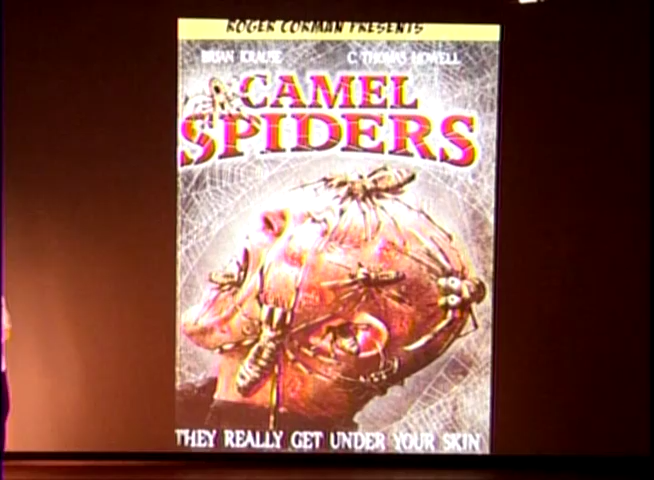 ROGER CORMAN PRESENTS
BRIAN KRAUSE C. THOMAS HOWELL
CAMEL
SPIDERS
THEY REALLY GET UNDER YOUR SKIN